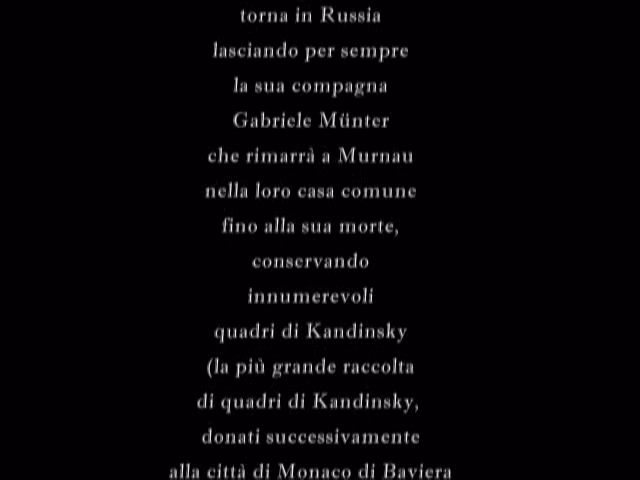 torna in Russia
lasciando per sempre
la sua compagna
Gabriele Münter
che rimarrà a Murnau
nella loro casa comune
fino alla sua morte,
conservando
innumerevoli
quadri di Kandinsky
(la più grande raccolta
di quadri di Kandinsky,
donati successivamente
alla città di Monaco di Baviera